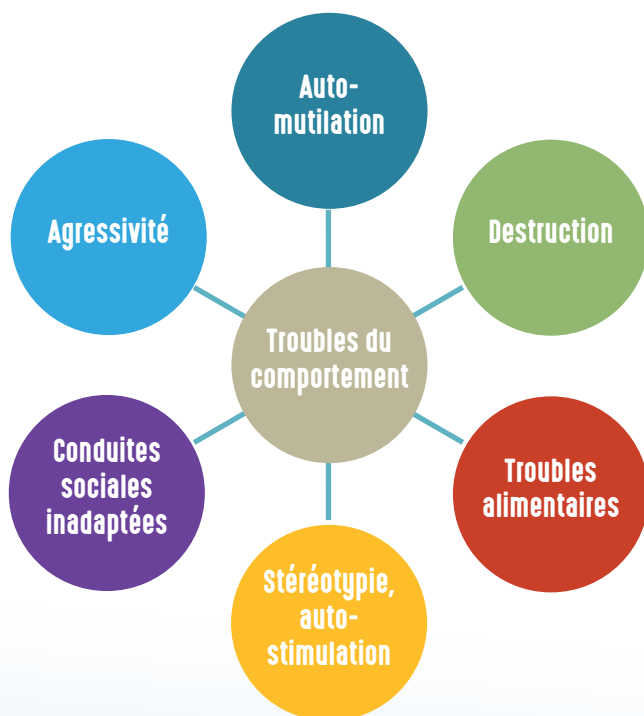 Auto-
mutilation
Agressivité
Destruction
Troubles du
comportement
Conduites
sociales
inadaptées
Troubles
alimentaires
Stéréotypie,
auto-
stimulation